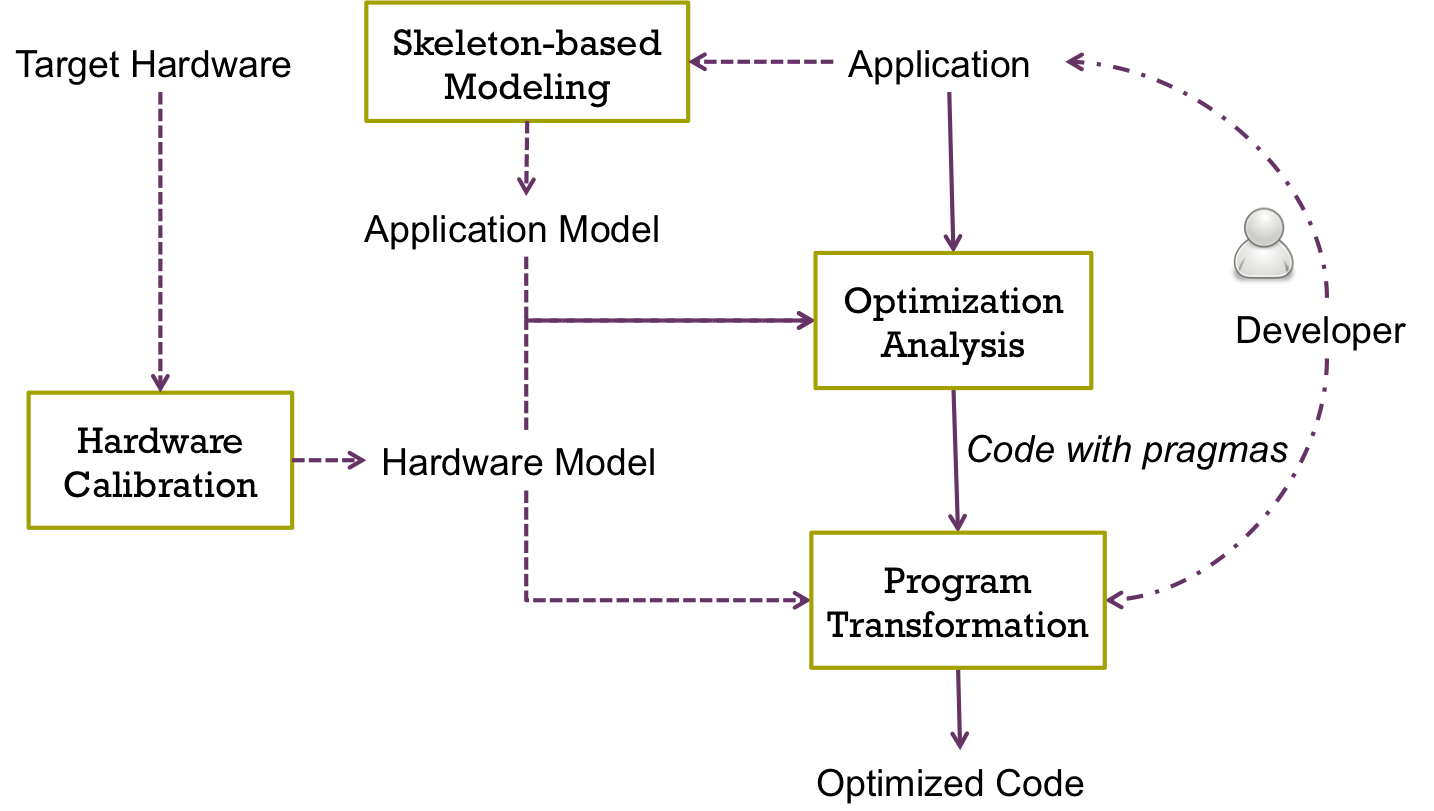 Target Hardware
Skeleton-based
Modeling
Application
Application Model
Optimization
Analysis
Developer
Hardware
Calibration
Hardware Model
Code with pragmas
Program
Transformation
Optimized Code